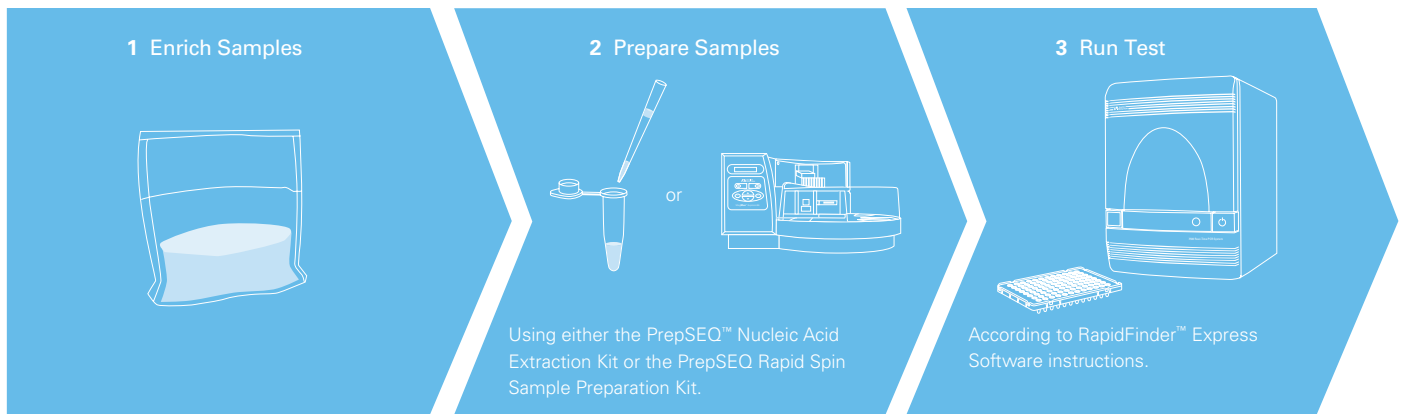 1 Enrich Samples
2 Prepare Samples
or
Using either the PrepSEQ™ Nucleic Acid
Extraction Kit or the PrepSEQ Rapid Spin
Sample Preparation Kit.
3 Run Test
According to RapidFinder™ Express
Software instructions.